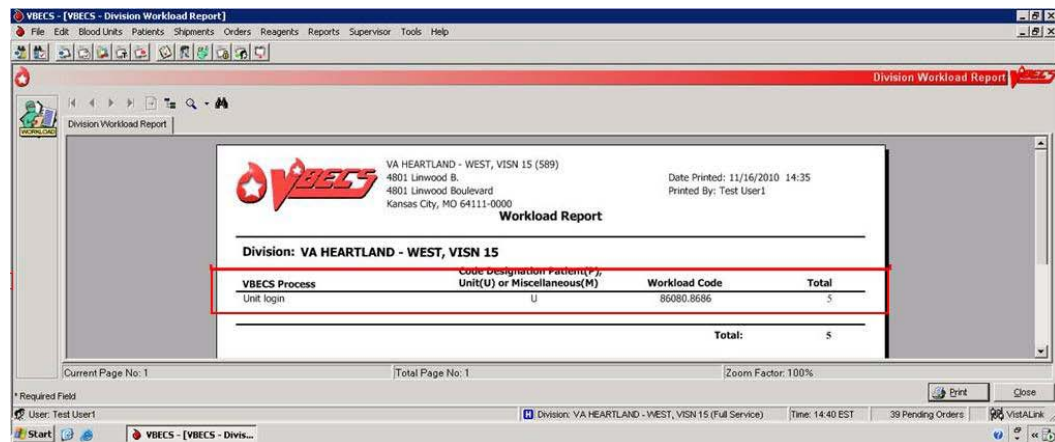 VBECS - [VBECS - Division Workload Report]
File Edit Blood Units Patients Shipments Orders Reagents Reports Supervisor Tools Help
Division Workload Report VBECS
WORKLOAD
Division Workload Report
VBECS
VA HEARTLAND - WEST, VISN 15 (589)
4801 Linwood B.
4801 Linwood Boulevard
Kansas City, MO 64111-0000
Date Printed: 11/16/2010 14:35
Printed By: Test User1
Workload Report
Division: VA HEARTLAND - WEST, VISN 15
VBECS Process Code Designation Patient(P), Unit(U) or Miscellaneous(M) Workload Code Total
Unit login U 86080.8686 5
Total: 5
Current Page No: 1 Total Page No: 1 Zoom Factor: 100%
* Required Field
Print Close
User: Test User1 Division: VA HEARTLAND - WEST, VISN 15 (Full Service) Time: 14:40 EST 39 Pending Orders VistALink
Start VBECS - [VBECS - Divis...